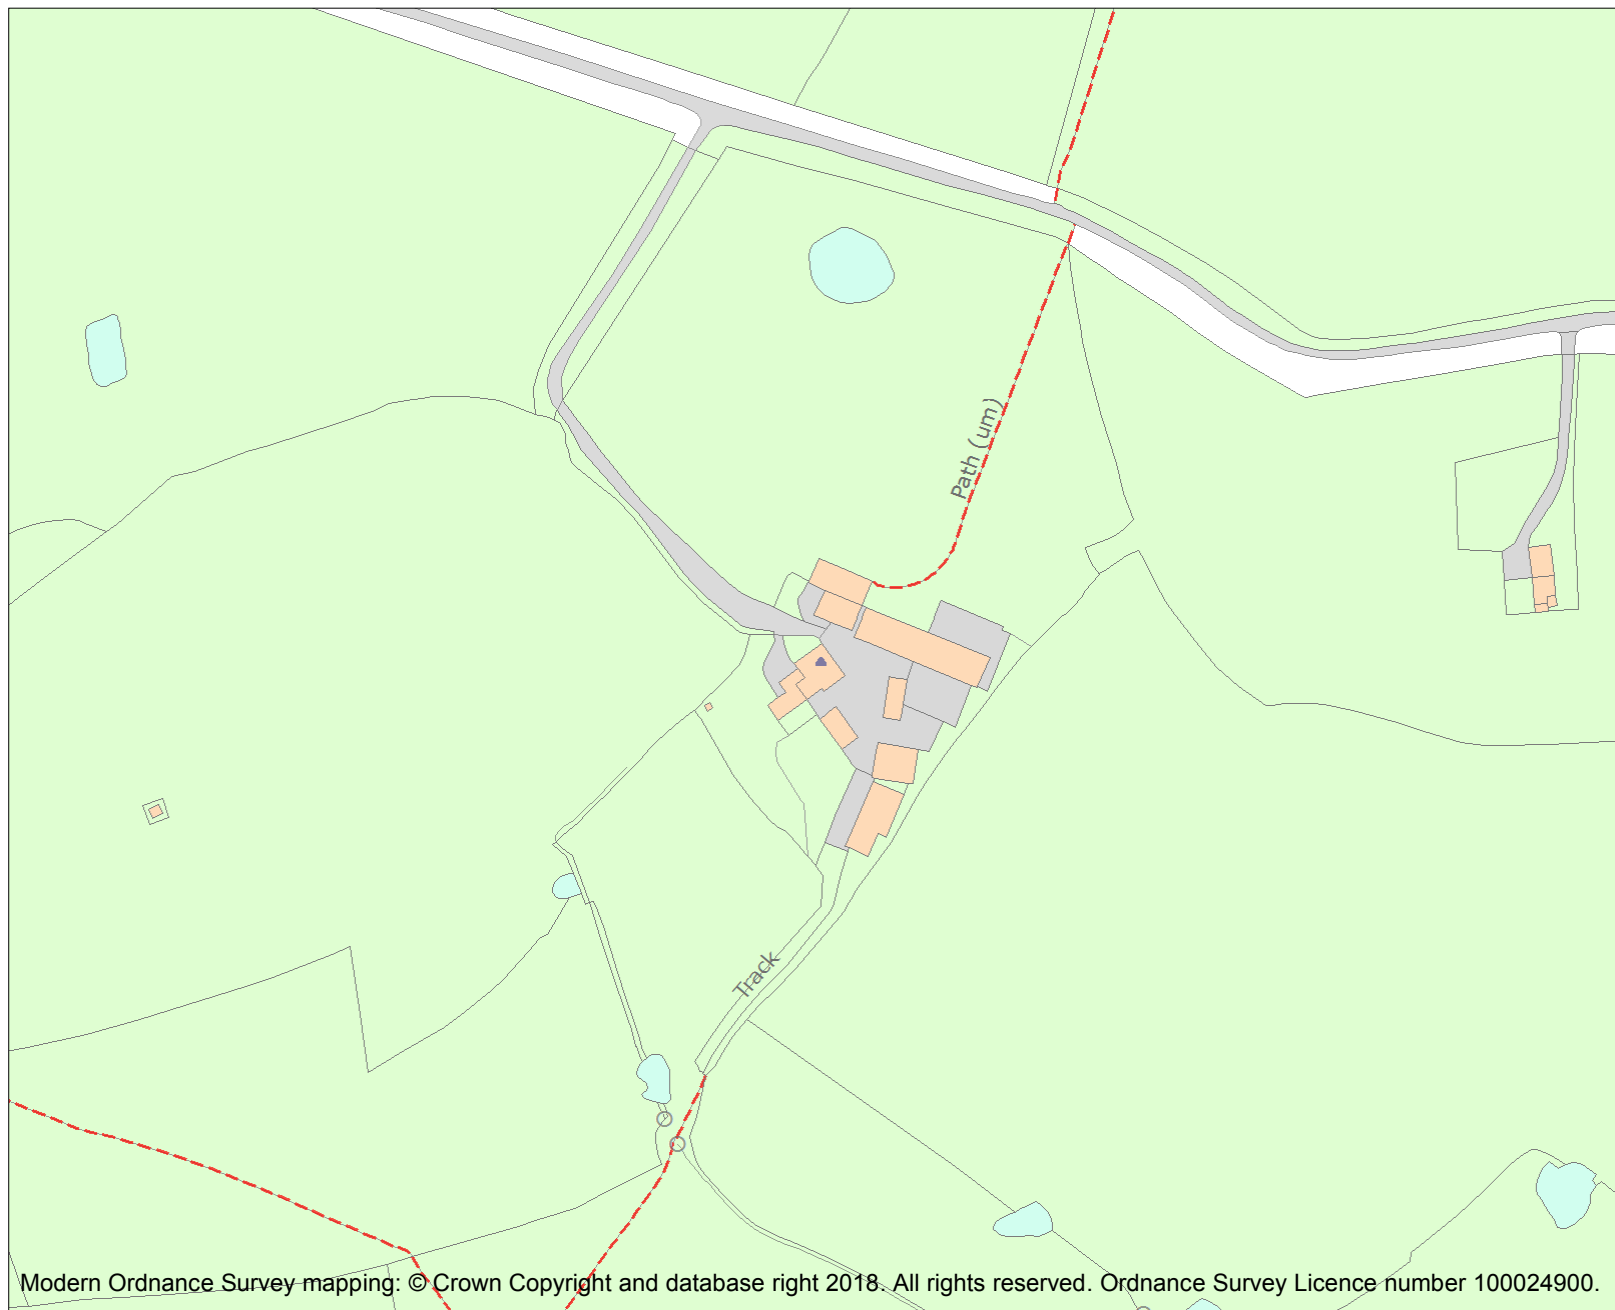 Path (um)
Track
Modern Ordnance Survey mapping: © Crown Copyright and database right 2018. All rights reserved. Ordnance Survey Licence number 100024900.